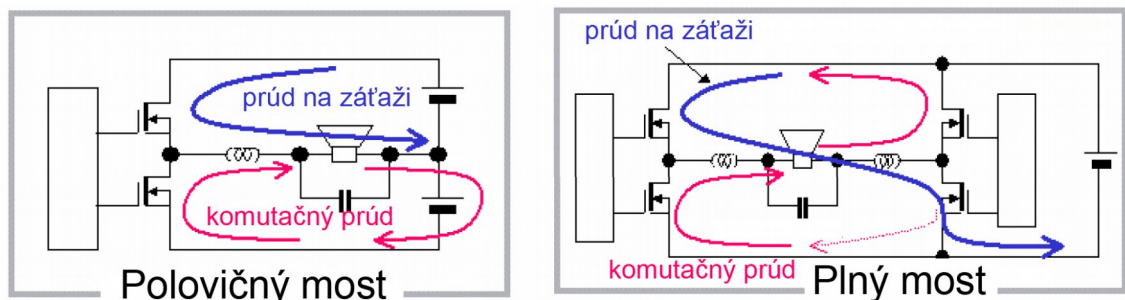 prúd na záťaži
komutačný prúd
Polovičný most
prúd na záťaži
komutačný prúd
Plný most